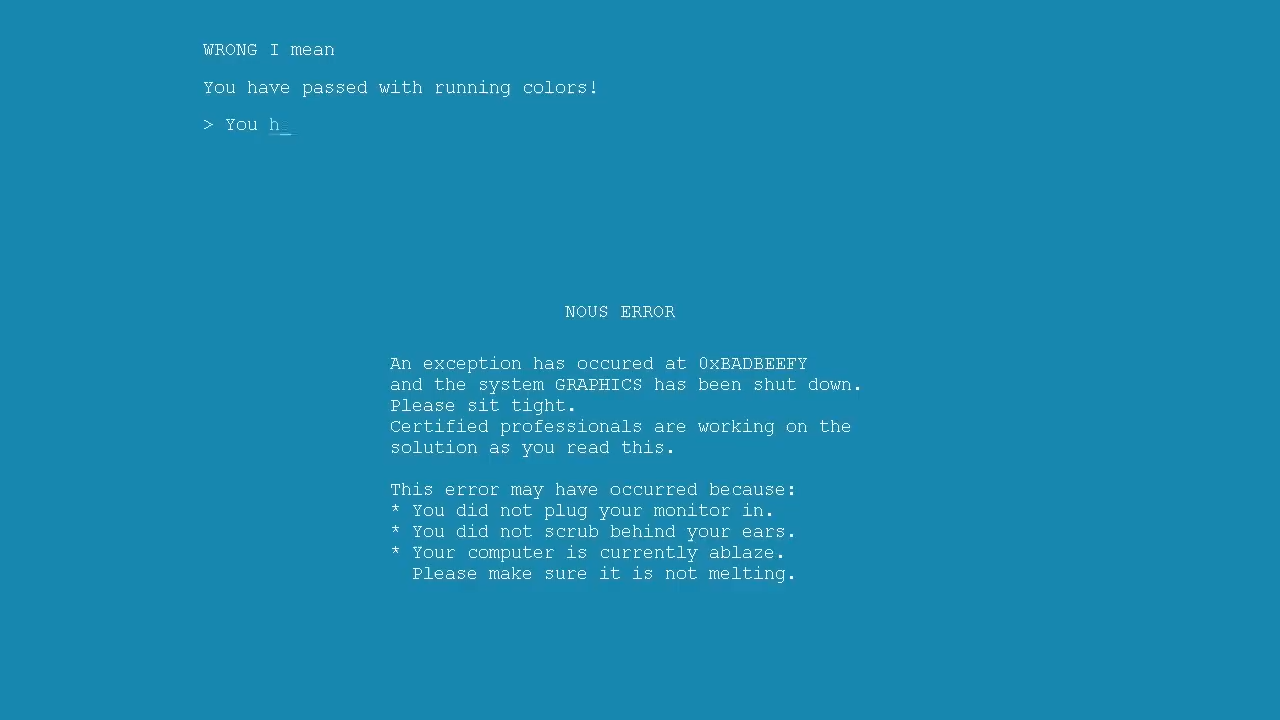 WRONG I mean
You have passed with running colors!
> You h_
NOUS ERROR
An exception has occured at 0xBADBEEFY
and the system GRAPHICS has been shut down.
Please sit tight.
Certified professionals are working on the
solution as you read this.
This error may have occurred because:
* You did not plug your monitor in.
* You did not scrub behind your ears.
* Your computer is currently ablaze.
Please make sure it is not melting.